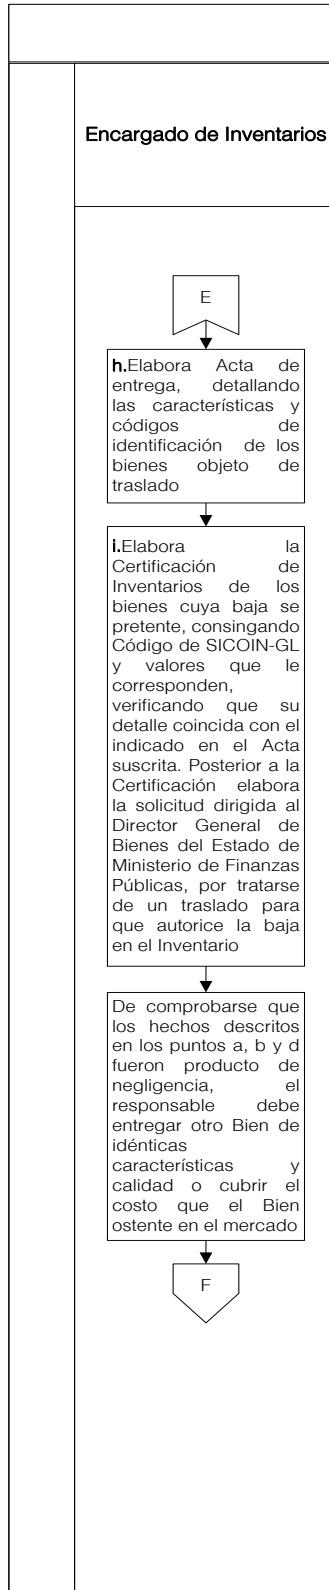 Encargado de Inventarios
E
h.Elabora Acta de
entrega, detallando
las características y
códigos de
identificación de los
bienes objeto de
traslado
i.Elabora la
Certificación de
Inventarios de los
bienes cuya baja se
pretente, consingando
Código de SICOIN-GL
y valores que le
corresponden,
verificando que su
detalle coincida con el
indicado en el Acta
suscrita. Posterior a la
Certificación elabora
la solicitud dirigida al
Director General de
Bienes del Estado de
Ministerio de Finanzas
Públicas, por tratarse
de un traslado para
que autorice la baja
en el Inventario
De comprobarse que
los hechos descritos
en los puntos a, b y d
fueron producto de
negligencia, el
responsable debe
entregar otro Bien de
idénticas
características y
calidad o cubrir el
costo que el Bien
ostente en el mercado
F